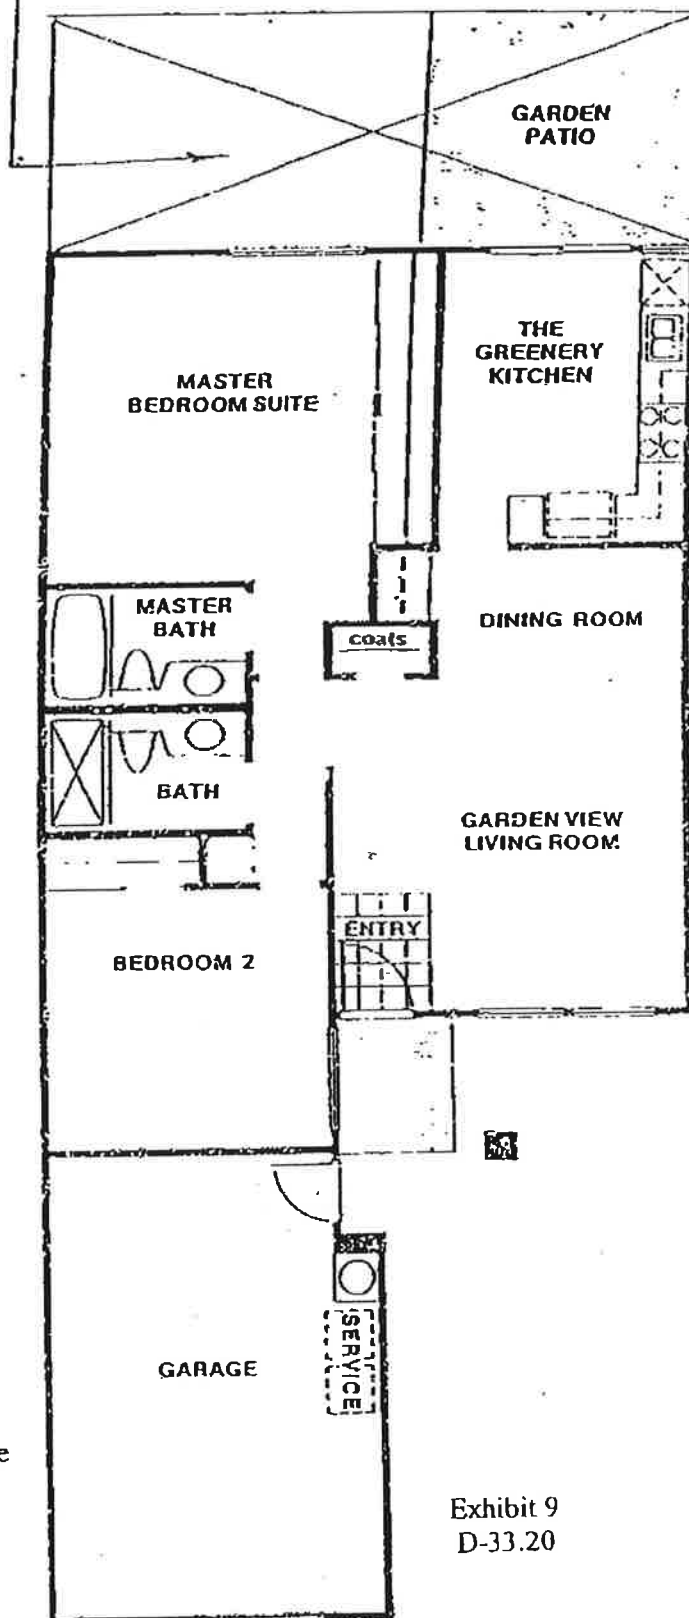 GARDEN
PATIO
THE
GREENERY
KITCHEN
MASTER
BEDROOM SUITE
MASTER
BATH
coats
DINING ROOM
BATH
GARDEN VIEW
LIVING ROOM
ENTRY
BEDROOM 2
SERVICE
GARAGE
e
Exhibit 9
D-33.20